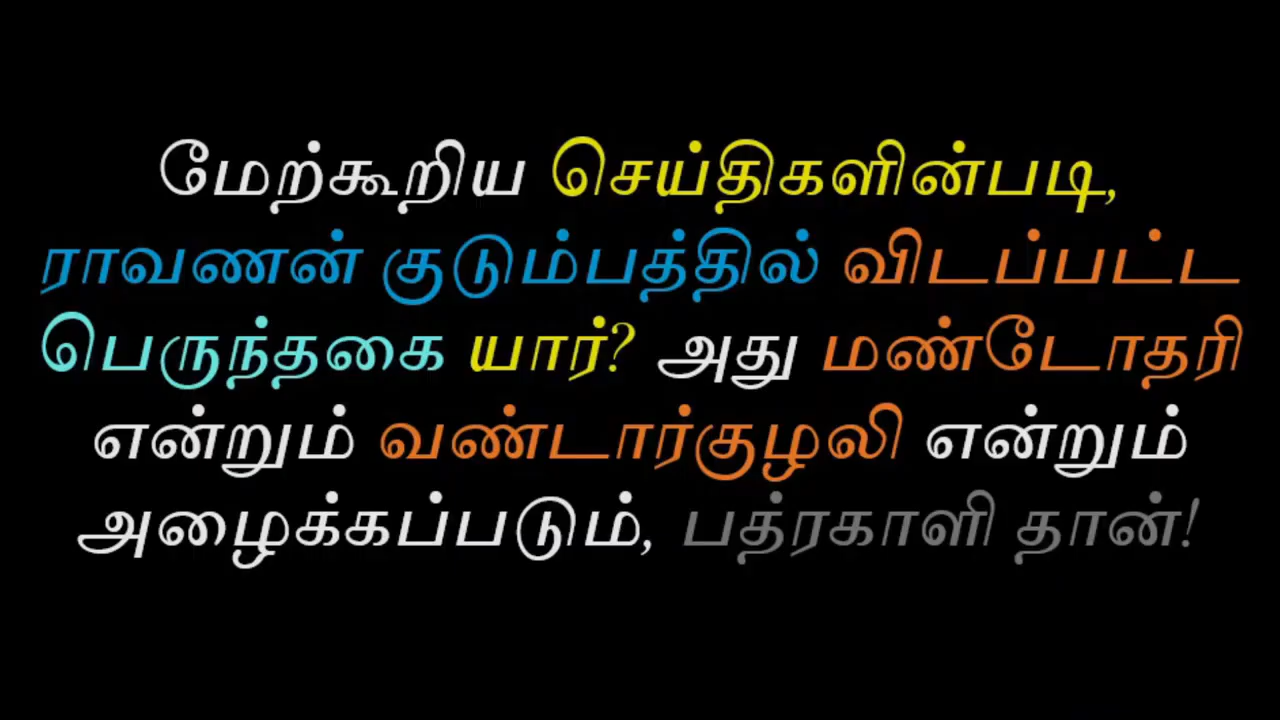 மேற்கூறிய செய்திகளின்படி,
ராவணன் குடும்பத்தில் விடப்பட்ட
பெருந்தகை யார்? அது மண்டோதரி
என்றும் வண்டார்குழலி என்றும்
அழைக்கப்படும், பத்ரகாளி தான்!